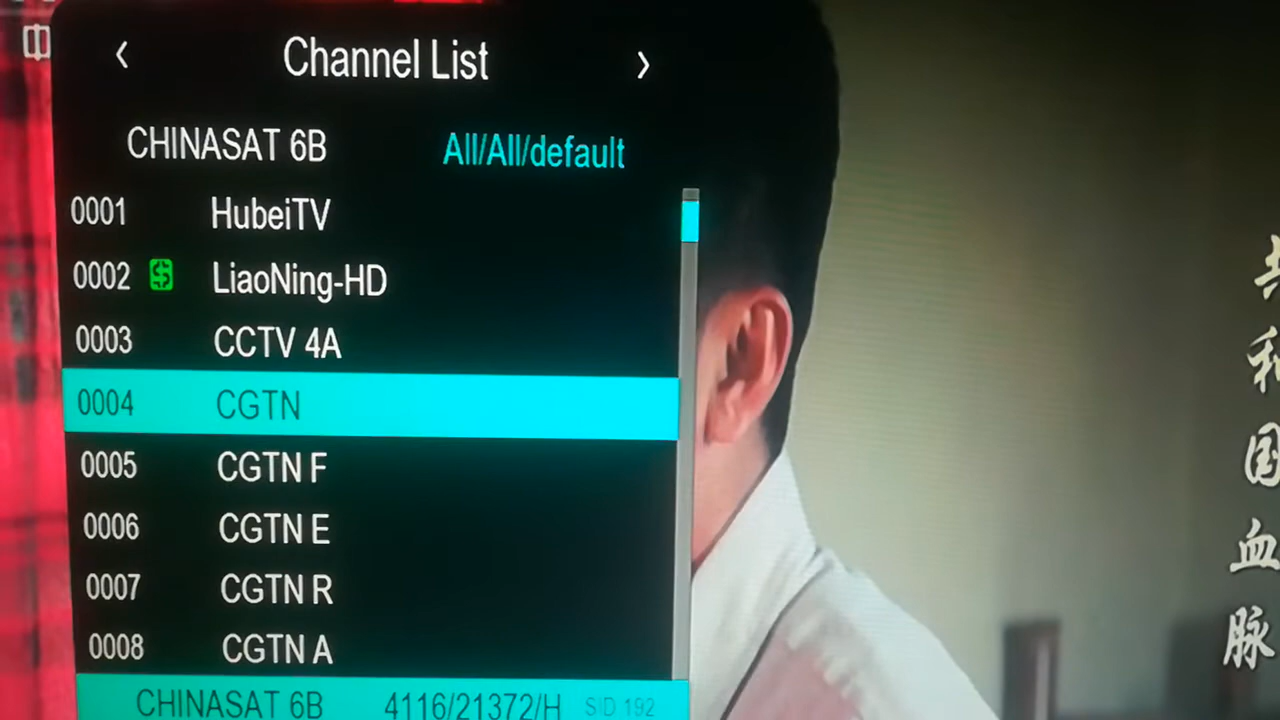 中
‹ Channel List ›
CHINASAT 6B All/All/default
0001 HubeiTV
0002 $ LiaoNing-HD
0003 CCTV 4A
0004 CGTN
0005 CGTN F
0006 CGTN E
0007 CGTN R
0008 CGTN A
CHINASAT 6B 4116/21372/H SID 192
共和国血脉